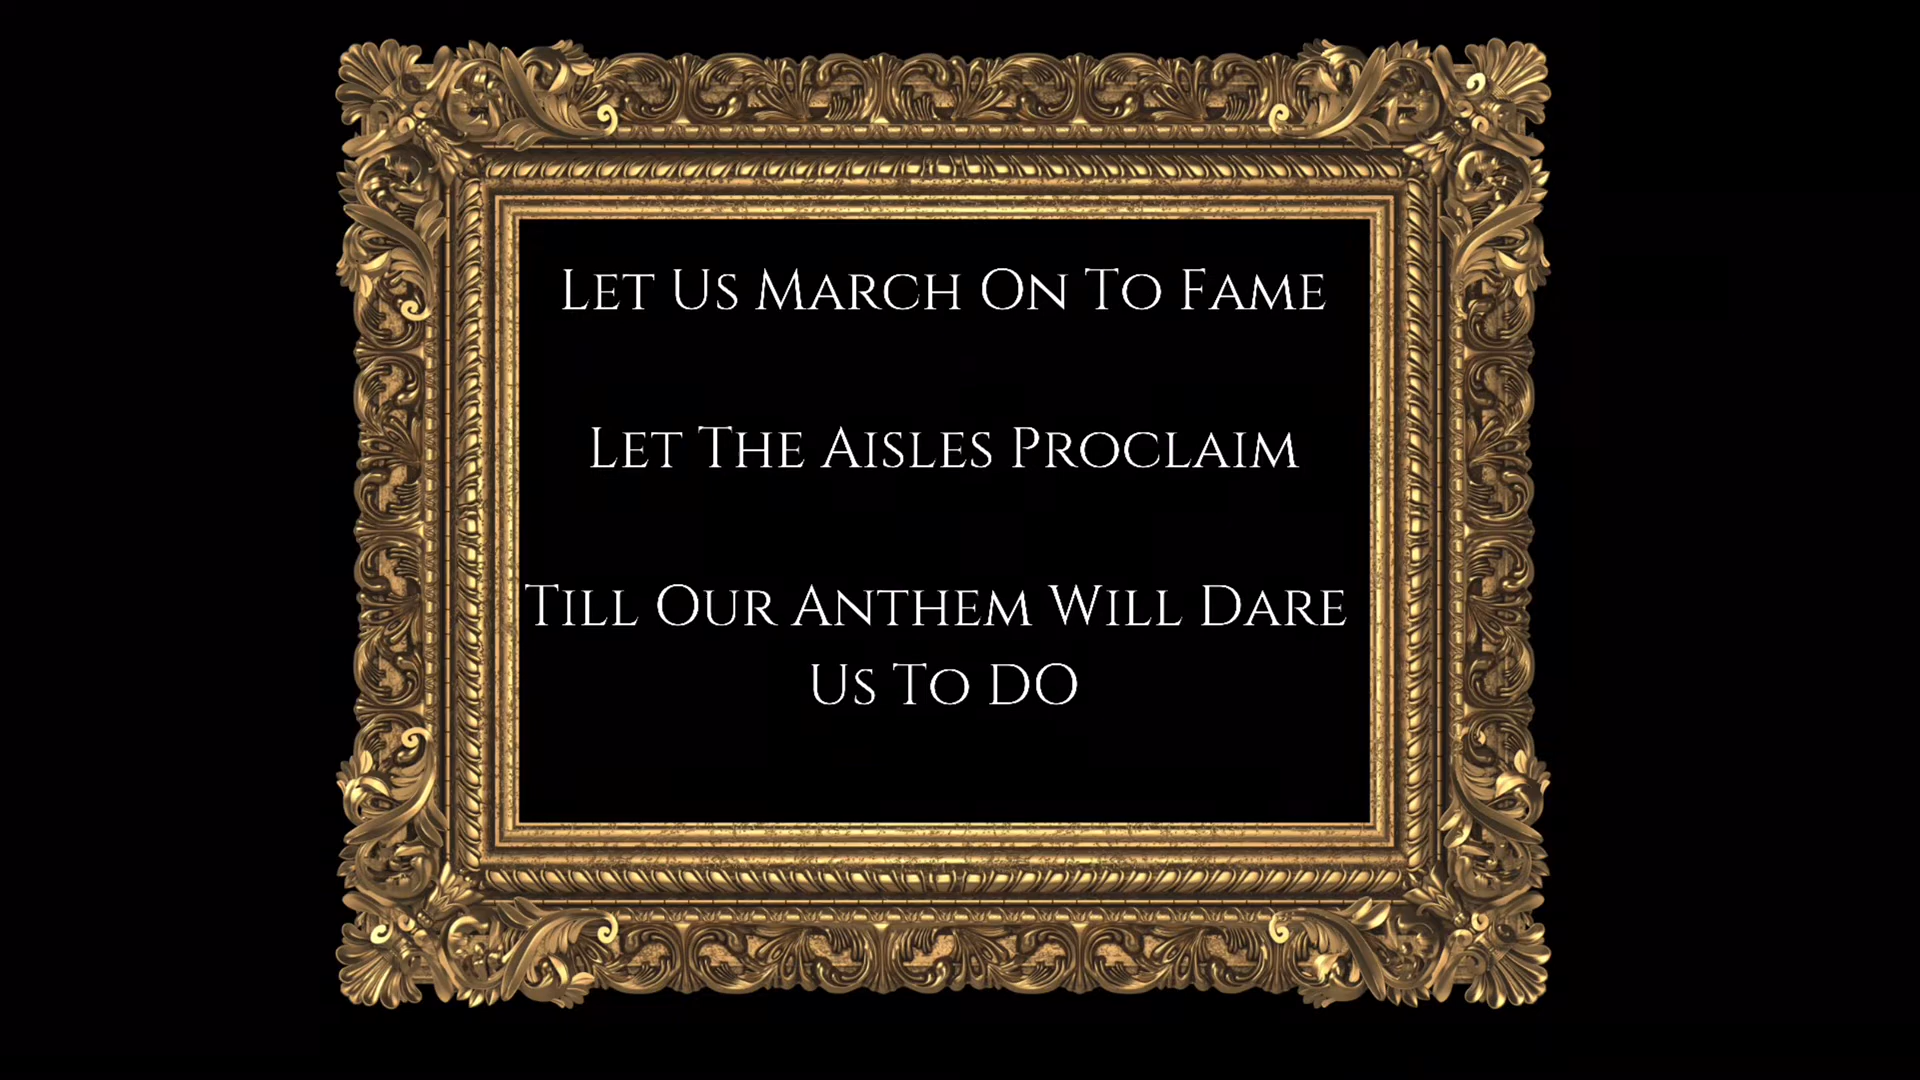 Let Us March On To Fame
Let The Aisles Proclaim
Till Our Anthem Will Dare
Us To DO